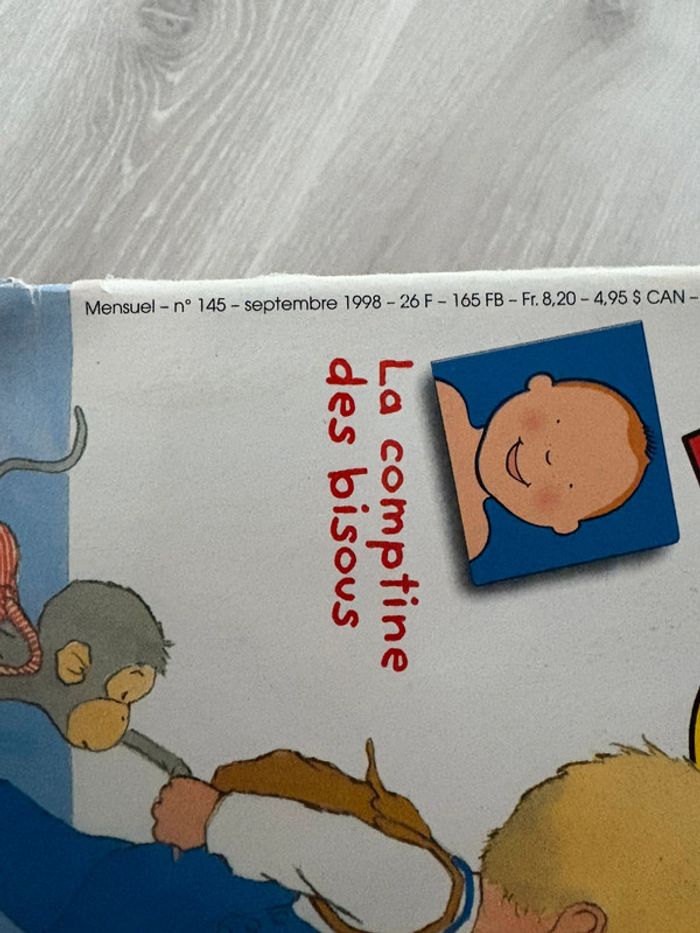 Mensuel – n° 145 – septembre 1998 – 26 F – 165 FB – Fr. 8,20 – 4,95 $ CAN –
La comptine
des bisous